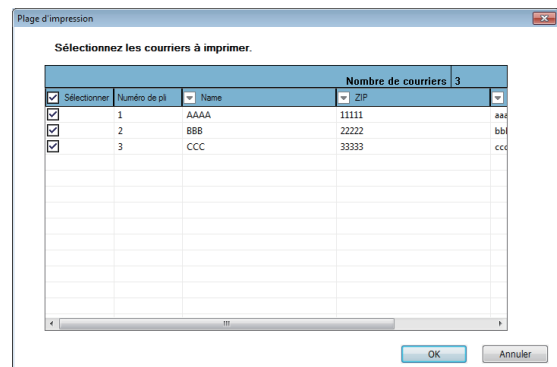 Plage d'impression
Sélectionnez les courriers à imprimer.
Nombre de courriers 3
Sélectionner Numéro de pli Name ZIP
1 AAAA 11111 aaa
2 BBB 22222 bbl
3 CCC 33333 ccc
OK Annuler